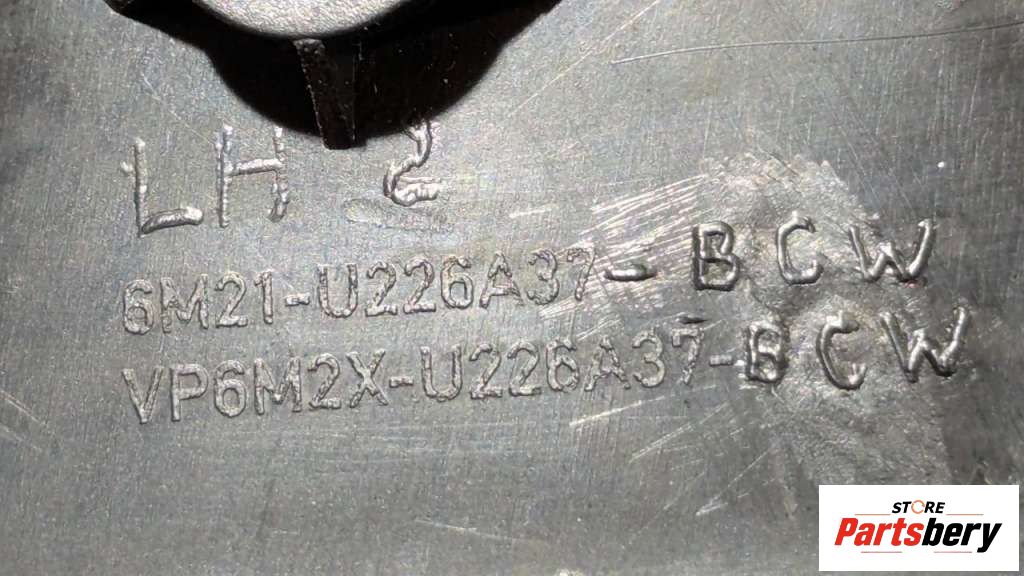 LH 2
6M21-U226A37-BCW
VP6M2X-U226A37-BCW
STORE
Partsbery